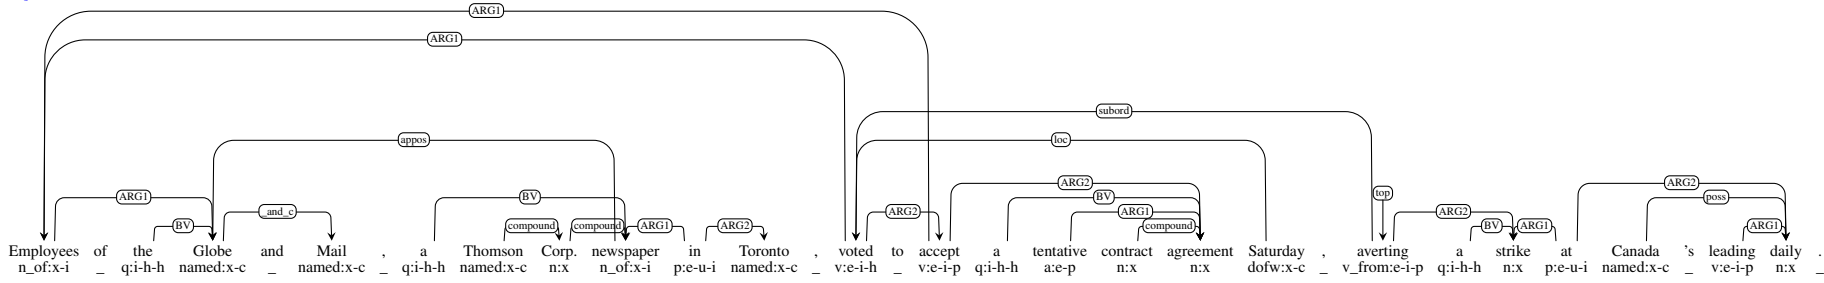 ARG1
ARG1
subord
appos loc
ARG2 ARG2
top
ARG1 BV BV poss
_and_c ARG1 ARG2 ARG2
BV compound compound ARG1 ARG2 compound BV ARG1 ARG1
Employees of the Globe and Mail , a Thomson Corp. newspaper in Toronto , voted to accept a tentative contract agreement Saturday , averting a strike at Canada 's leading daily .
n_of:x-i _ q:i-h-h named:x-c _ named:x-c _ q:i-h-h named:x-c n:x n_of:x-i p:e-u-i named:x-c _ v:e-i-h _ v:e-i-p q:i-h-h a:e-p n:x n:x dofw:x-c _ v_from:e-i-p q:i-h-h n:x p:e-u-i named:x-c _ v:e-i-p n:x _